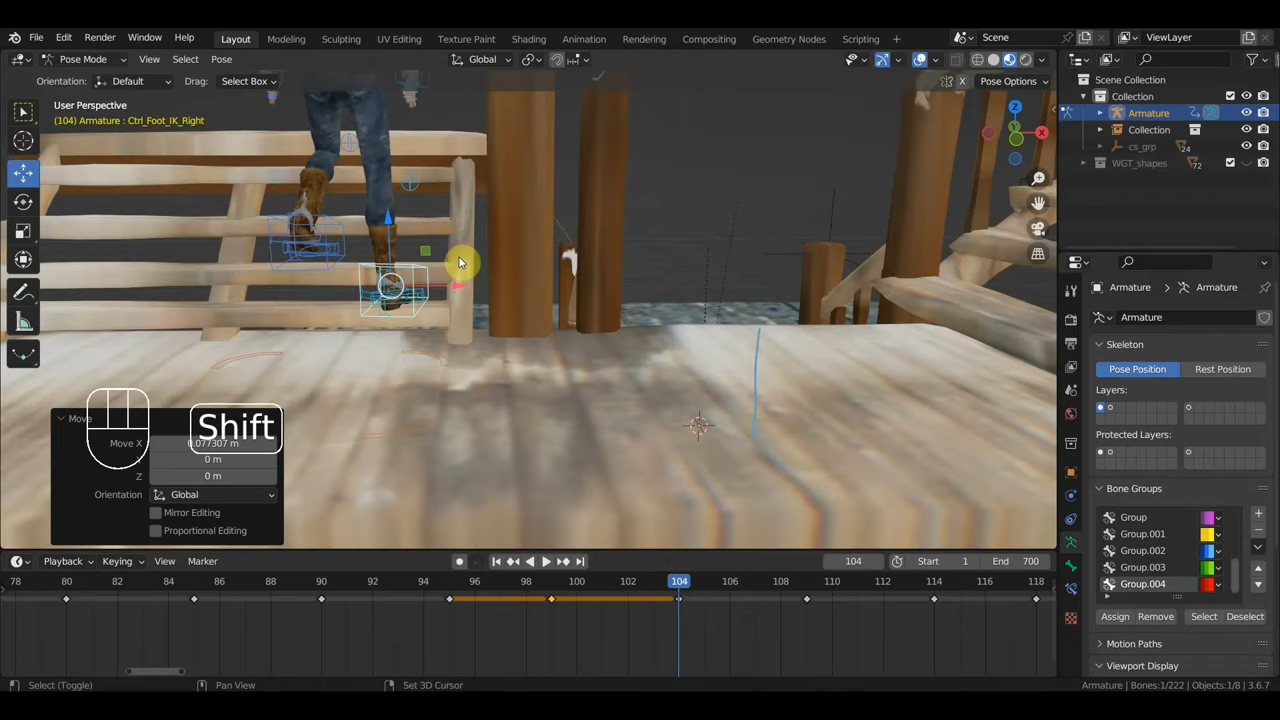 File Edit Render Window Help Layout Modeling Sculpting UV Editing Texture Paint Shading Animation Rendering Compositing Geometry Nodes Scripting + Scene ViewLayer
Pose Mode View Select Pose Global Scene Collection
Orientation: Default Drag: Select Box X Pose Options Collection
User Perspective
(104) Armature : Ctrl_Foot_IK_Right
Armature
Collection
cs_grp 24
WGT_shapes 72
Z
X
Y
Armature Armature
Armature
Skeleton
Pose Position Rest Position
Layers:
Protected Layers:
Bone Groups
Group
Group.001
Group.002
Group.003
Group.004
Assign Remove Select Deselect
Motion Paths
Viewport Display
Shift
Move
Move X 0.077307 m
0 m
Z 0 m
Orientation Global
Mirror Editing
Proportional Editing
Playback Keying View Marker 104 Start 1 End 700
78 80 82 84 86 88 90 92 94 96 98 100 102 104 106 108 110 112 114 116 118
Select (Toggle) Pan View Set 3D Cursor Armature | Bones:1/222 | Objects:1/8 | 3.6.7